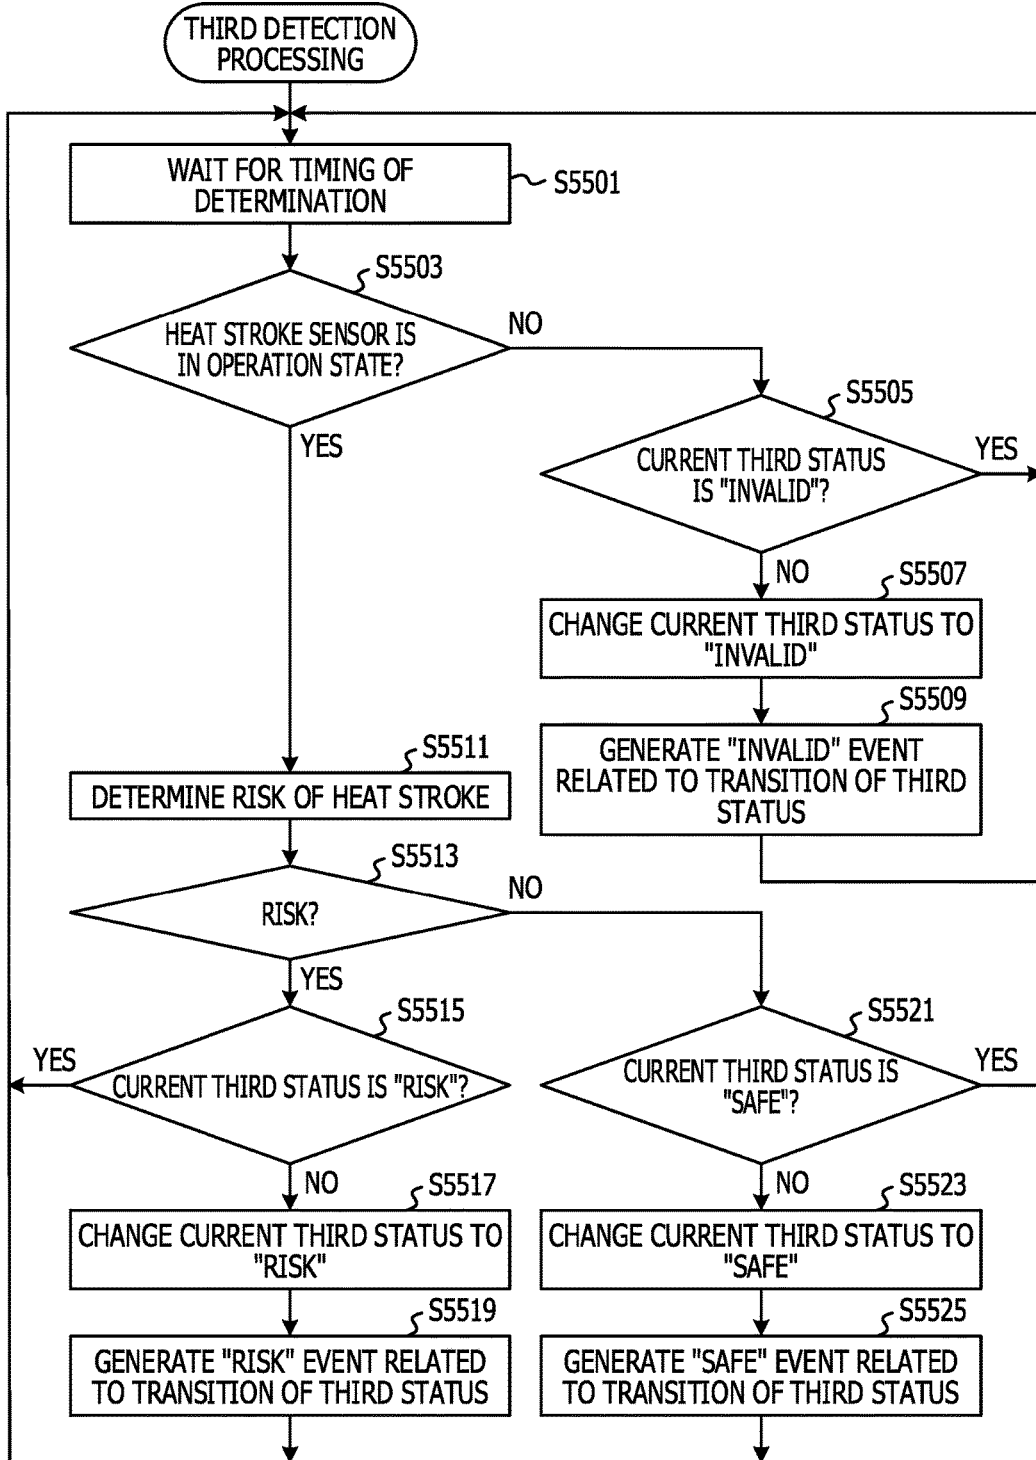 THIRD DETECTION
PROCESSING
WAIT FOR TIMING OF
DETERMINATION
S5501
S5503
HEAT STROKE SENSOR IS
IN OPERATION STATE?
NO
YES
S5505
CURRENT THIRD STATUS
IS "INVALID"?
YES
NO
S5507
CHANGE CURRENT THIRD STATUS TO
"INVALID"
S5509
GENERATE "INVALID" EVENT
RELATED TO TRANSITION OF THIRD
STATUS
S5511
DETERMINE RISK OF HEAT STROKE
S5513
RISK?
NO
YES
S5515
CURRENT THIRD STATUS IS "RISK"?
YES
NO
S5517
CHANGE CURRENT THIRD STATUS TO
"RISK"
S5519
GENERATE "RISK" EVENT RELATED
TO TRANSITION OF THIRD STATUS
S5521
CURRENT THIRD STATUS IS
"SAFE"?
YES
NO
S5523
CHANGE CURRENT THIRD STATUS TO
"SAFE"
S5525
GENERATE "SAFE" EVENT RELATED
TO TRANSITION OF THIRD STATUS